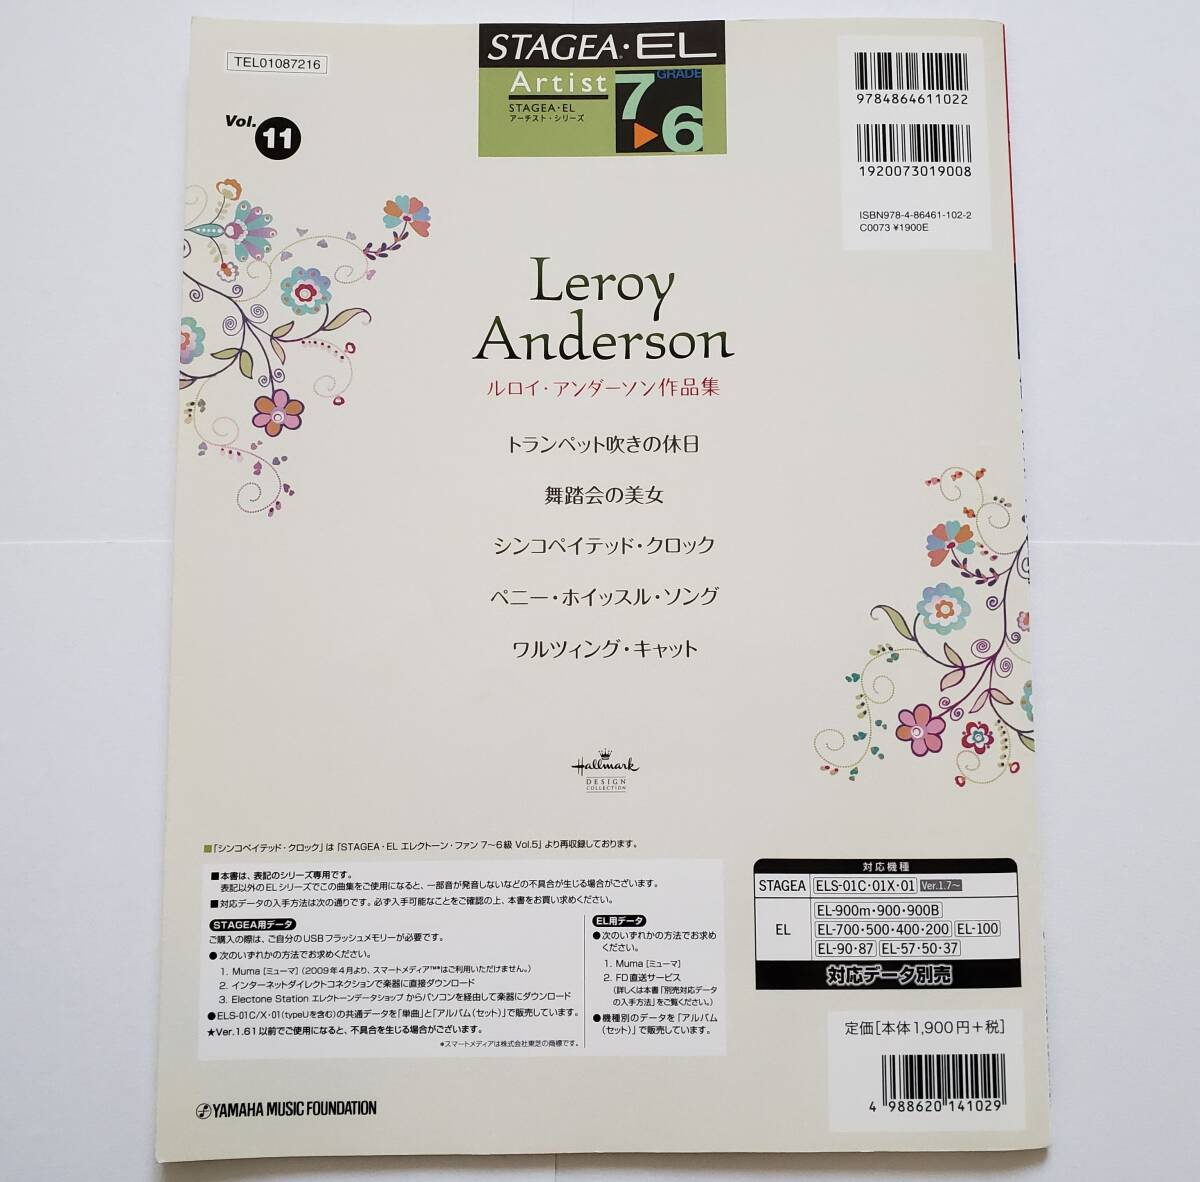 TEL01087216
Vol. 11
STAGEA・EL
Artist
STAGEA・EL
アーチスト・シリーズ
GRADE
7▶6
9784864611022
1920073019008
ISBN978-4-86461-102-2
C0073 ¥1900E
Leroy
Anderson
ルロイ・アンダーソン作品集
トランペット吹きの休日
舞踏会の美女
シンコペイテッド・クロック
ペニー・ホイッスル・ソング
ワルツィング・キャット
Hallmark
DESIGN
COLLECTION
■「シンコペイテッド・クロック」は「STAGEA・EL エレクトーン・ファン 7〜6級 Vol.5」より再収録しております。
■本書は、表記のシリーズ専用です。
表記以外のELシリーズでこの曲集をご使用になると、一部音が発音しないなどの不具合が生じる場合がございます。
■対応データの入手方法は次の通りです。必ず入手可能なことをご確認の上、本書をお買い求めください。
STAGEA用データ
ご購入の際は、ご自分のUSBフラッシュメモリーが必要です。
●次のいずれかの方法でお求めください。
1. Muma [ミューマ] (2009年4月より、スマートメディア™*はご利用いただけません。)
2. インターネットダイレクトコネクションで楽器に直接ダウンロード
3. Electone Station エレクトーンデータショップ からパソコンを経由して楽器にダウンロード
●ELS-01C/X・01(typeUを含む)の共通データを「単曲」と「アルバム(セット)」で販売しています。
★Ver.1.61以前でご使用になると、不具合を生じる場合がございます。
*スマートメディアは株式会社東芝の商標です。
EL用データ
●次のいずれかの方法でお求め
ください。
1. Muma [ミューマ]
2. FD直送サービス
(詳しくは本書「別売対応データ
の入手方法」をご覧ください。)
●機種別のデータを「アルバム
(セット)」で販売しています。
対応機種
STAGEA ELS-01C・01X・01 Ver.1.7〜
EL
EL-900m・900・900B
EL-700・500・400・200 EL-100
EL-90・87 EL-57・50・37
対応データ別売
定価[本体1,900円+税]
4 988620 141029
YAMAHA MUSIC FOUNDATION